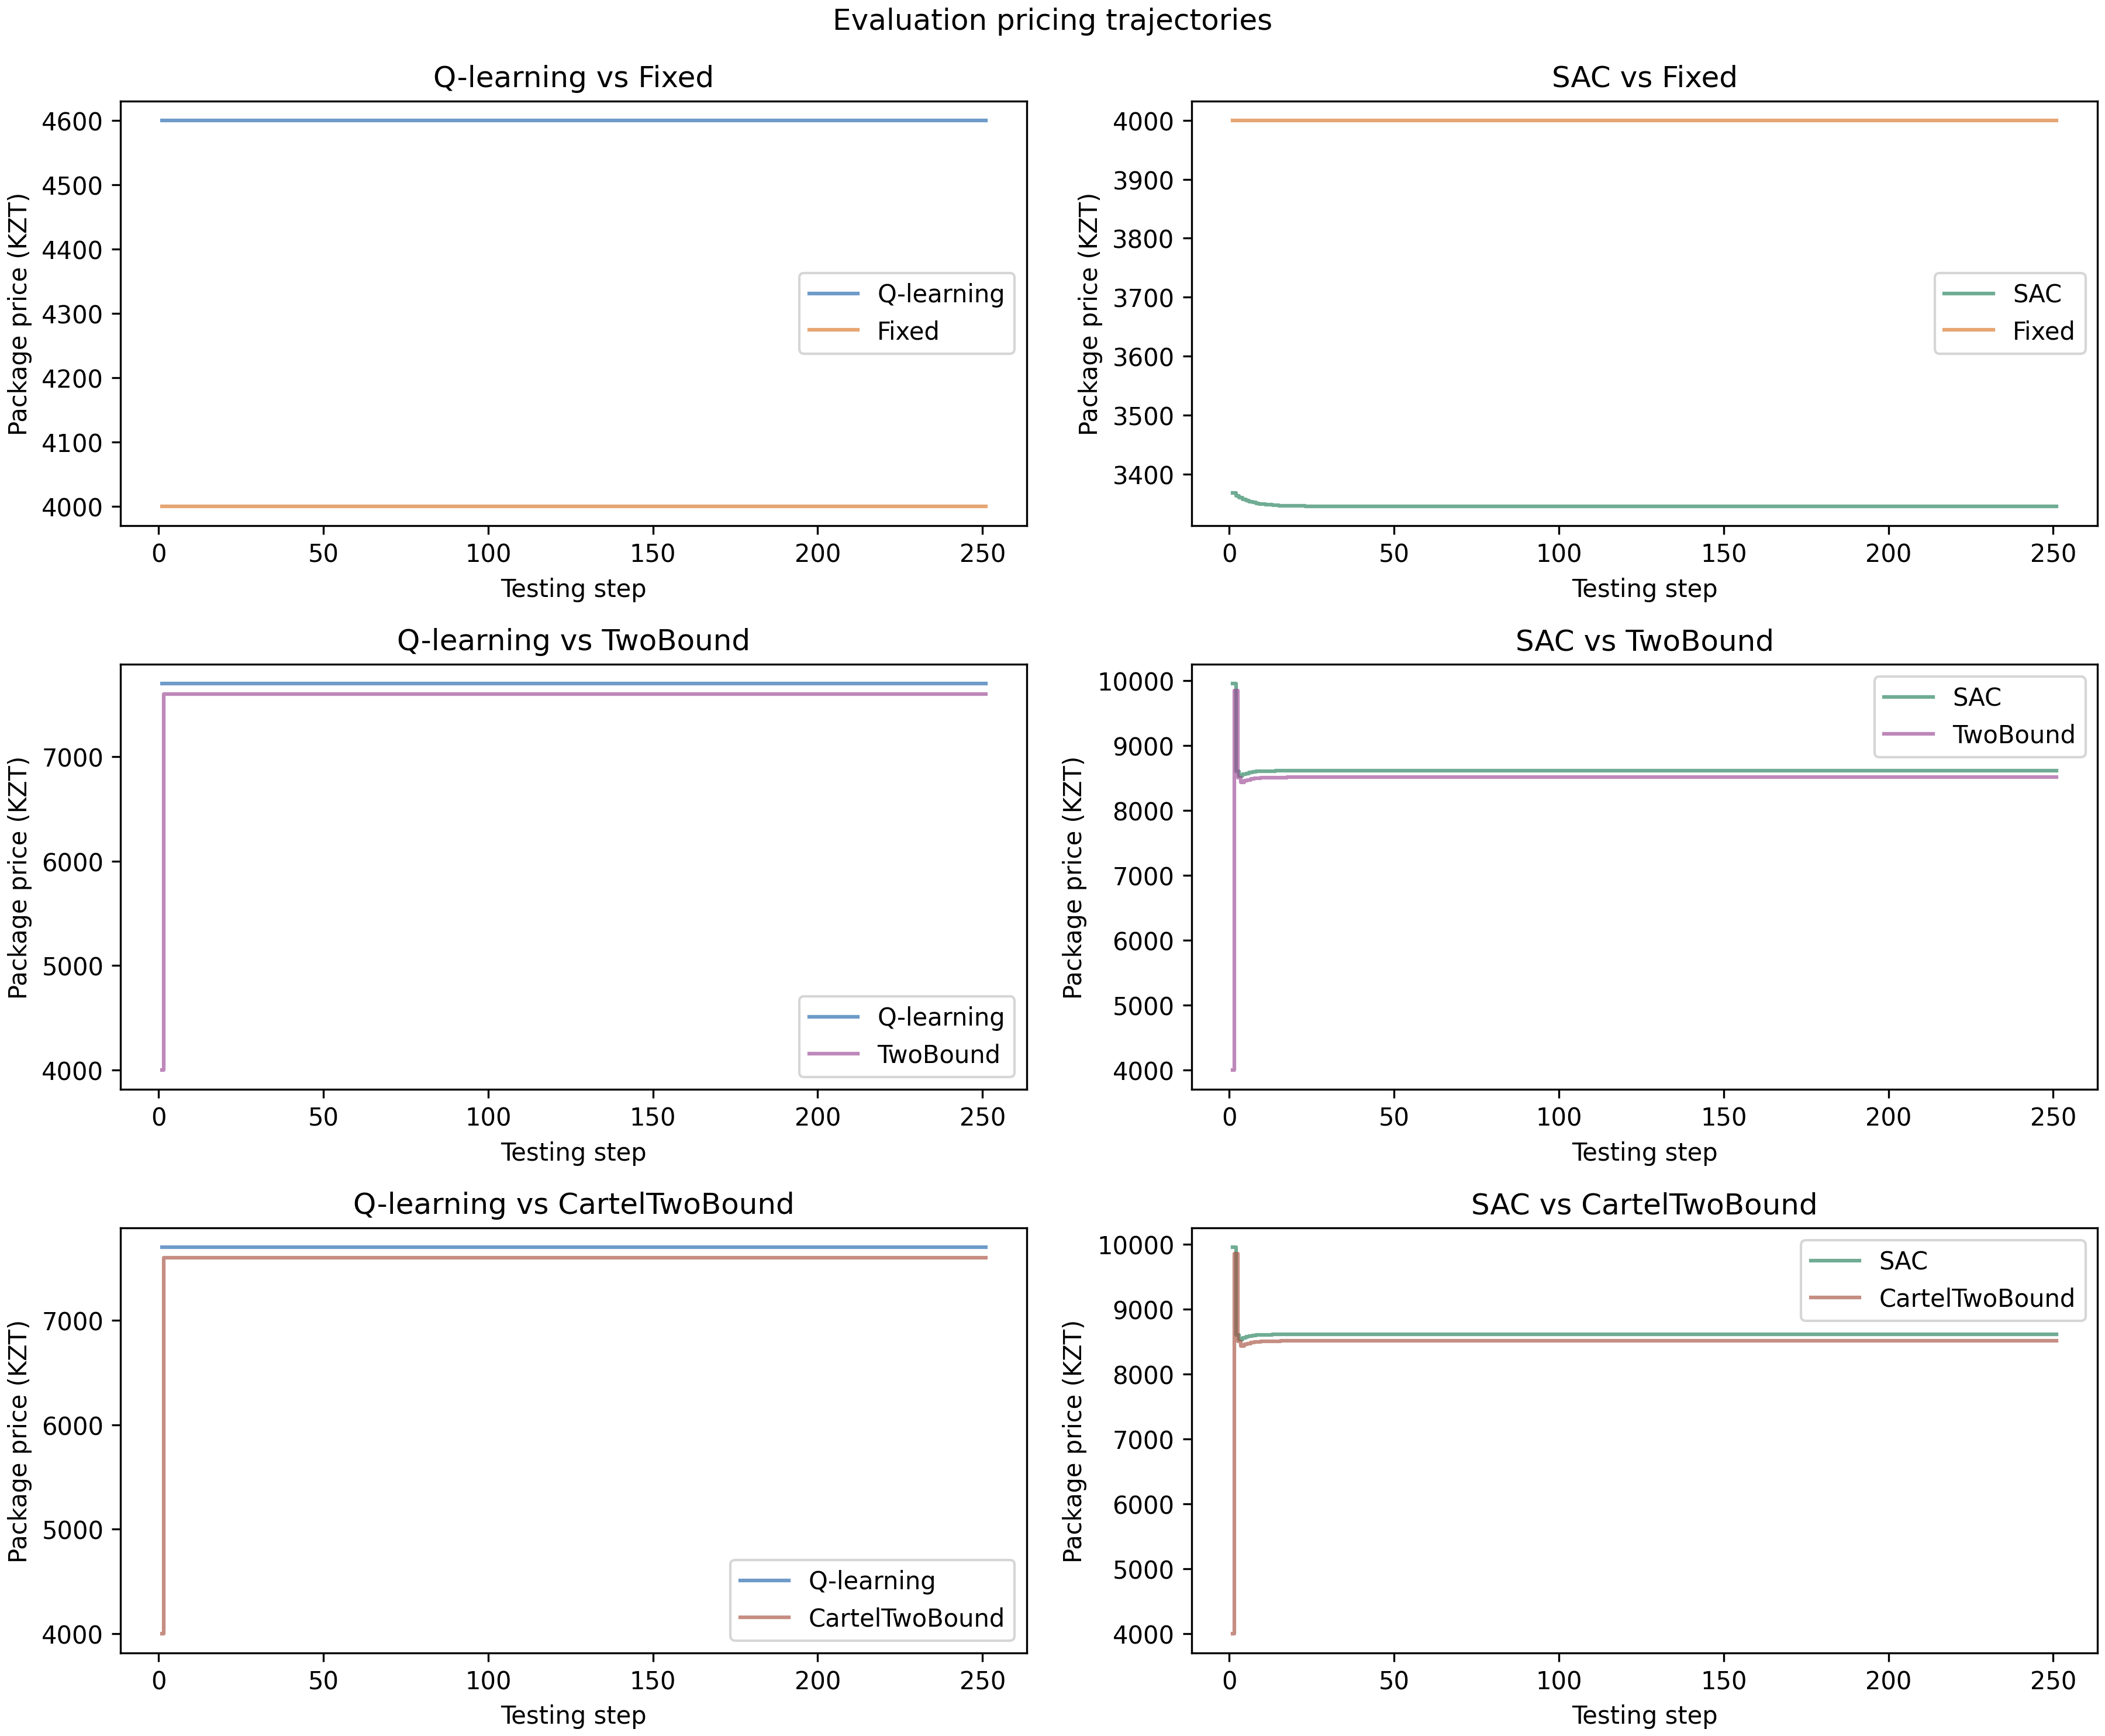 Evaluation pricing trajectories
Q-learning vs Fixed
4600
4500
4400
4300
4200
4100
4000
Package price (KZT)
Q-learning
Fixed
0 50 100 150 200 250
Testing step
SAC vs Fixed
4000
3900
3800
3700
3600
3500
3400
Package price (KZT)
SAC
Fixed
0 50 100 150 200 250
Testing step
Q-learning vs TwoBound
7000
6000
5000
4000
Package price (KZT)
Q-learning
TwoBound
0 50 100 150 200 250
Testing step
SAC vs TwoBound
10000
9000
8000
7000
6000
5000
4000
Package price (KZT)
SAC
TwoBound
0 50 100 150 200 250
Testing step
Q-learning vs CartelTwoBound
7000
6000
5000
4000
Package price (KZT)
Q-learning
CartelTwoBound
0 50 100 150 200 250
Testing step
SAC vs CartelTwoBound
10000
9000
8000
7000
6000
5000
4000
Package price (KZT)
SAC
CartelTwoBound
0 50 100 150 200 250
Testing step